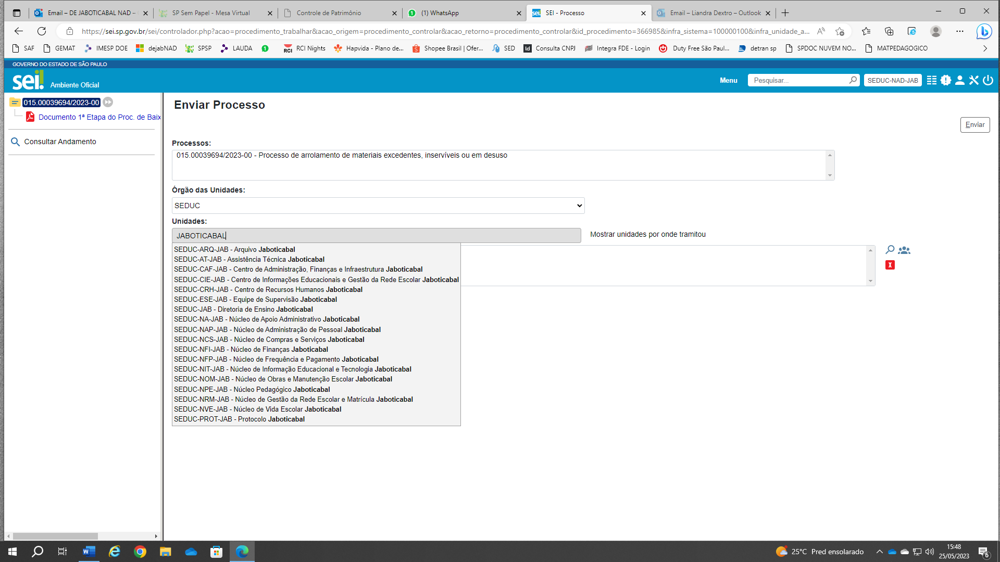 Email – DE JABOTICABAL NAD –
SP Sem Papel - Mesa Virtual
Controle de Patrimônio
(1) WhatsApp
SEI - Processo
Email – Liandra Dextro – Outlook
https://sei.sp.gov.br/sei/controlador.php?acao=procedimento_trabalhar&acao_origem=procedimento_controlar&acao_retorno=procedimento_controlar&id_procedimento=366985&infra_sistema=100000100&infra_unidade_a...
SAF
GEMAT
IMESP DOE
dejabNAD
SPSP
LAUDA
RCI Nights
Hapvida - Plano de...
Shopee Brasil | Ofer...
SED
Consulta CNPJ
Integra FDE - Login
Duty Free São Paul...
detran sp
SPDOC NUVEM NO...
MATPEDAGOGICO
GOVERNO DO ESTADO DE SÃO PAULO
sei! Ambiente Oficial
Menu
Pesquisar...
SEDUC-NAD-JAB
015.00039694/2023-00
Documento 1ª Etapa do Proc. de Baix
Consultar Andamento
Enviar Processo
Enviar
Processos:
015.00039694/2023-00 - Processo de arrolamento de materiais excedentes, inservíveis ou em desuso
Órgão das Unidades:
SEDUC
Unidades:
JABOTICABAL
Mostrar unidades por onde tramitou
SEDUC-ARQ-JAB - Arquivo Jaboticabal
SEDUC-AT-JAB - Assistência Técnica Jaboticabal
SEDUC-CAF-JAB - Centro de Administração, Finanças e Infraestrutura Jaboticabal
SEDUC-CIE-JAB - Centro de Informações Educacionais e Gestão da Rede Escolar Jaboticabal
SEDUC-CRH-JAB - Centro de Recursos Humanos Jaboticabal
SEDUC-ESE-JAB - Equipe de Supervisão Jaboticabal
SEDUC-JAB - Diretoria de Ensino Jaboticabal
SEDUC-NA-JAB - Núcleo de Apoio Administrativo Jaboticabal
SEDUC-NAP-JAB - Núcleo de Administração de Pessoal Jaboticabal
SEDUC-NCS-JAB - Núcleo de Compras e Serviços Jaboticabal
SEDUC-NFI-JAB - Núcleo de Finanças Jaboticabal
SEDUC-NFP-JAB - Núcleo de Frequência e Pagamento Jaboticabal
SEDUC-NIT-JAB - Núcleo de Informação Educacional e Tecnologia Jaboticabal
SEDUC-NOM-JAB - Núcleo de Obras e Manutenção Escolar Jaboticabal
SEDUC-NPE-JAB - Núcleo Pedagógico Jaboticabal
SEDUC-NRM-JAB - Núcleo de Gestão da Rede Escolar e Matrícula Jaboticabal
SEDUC-NVE-JAB - Núcleo de Vida Escolar Jaboticabal
SEDUC-PROT-JAB - Protocolo Jaboticabal
25°C Pred ensolarado
15:48
25/05/2023
6